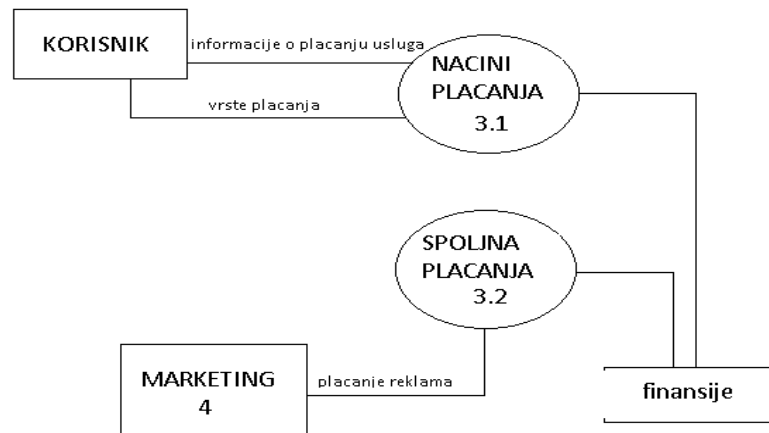 KORISNIK
informacije o placanju usluga
vrste placanja
NACINI
PLACANJA
3.1
SPOLJNA
PLACANJA
3.2
MARKETING
4
placanje reklama
finansije